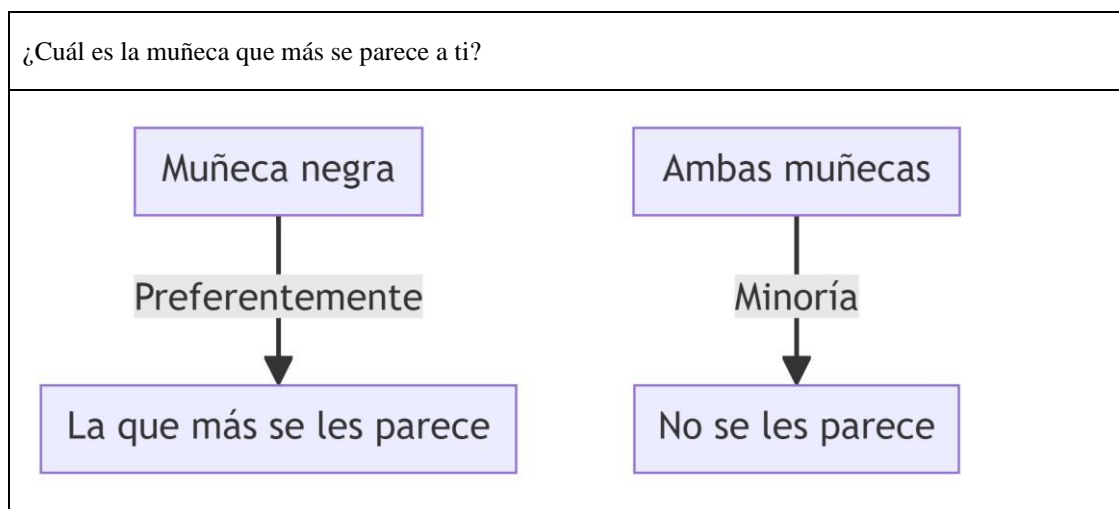 ¿Cuál es la muñeca que más se parece a ti?
Muñeca negra
Preferentemente
La que más se les parece
Ambas muñecas
Minoría
No se les parece